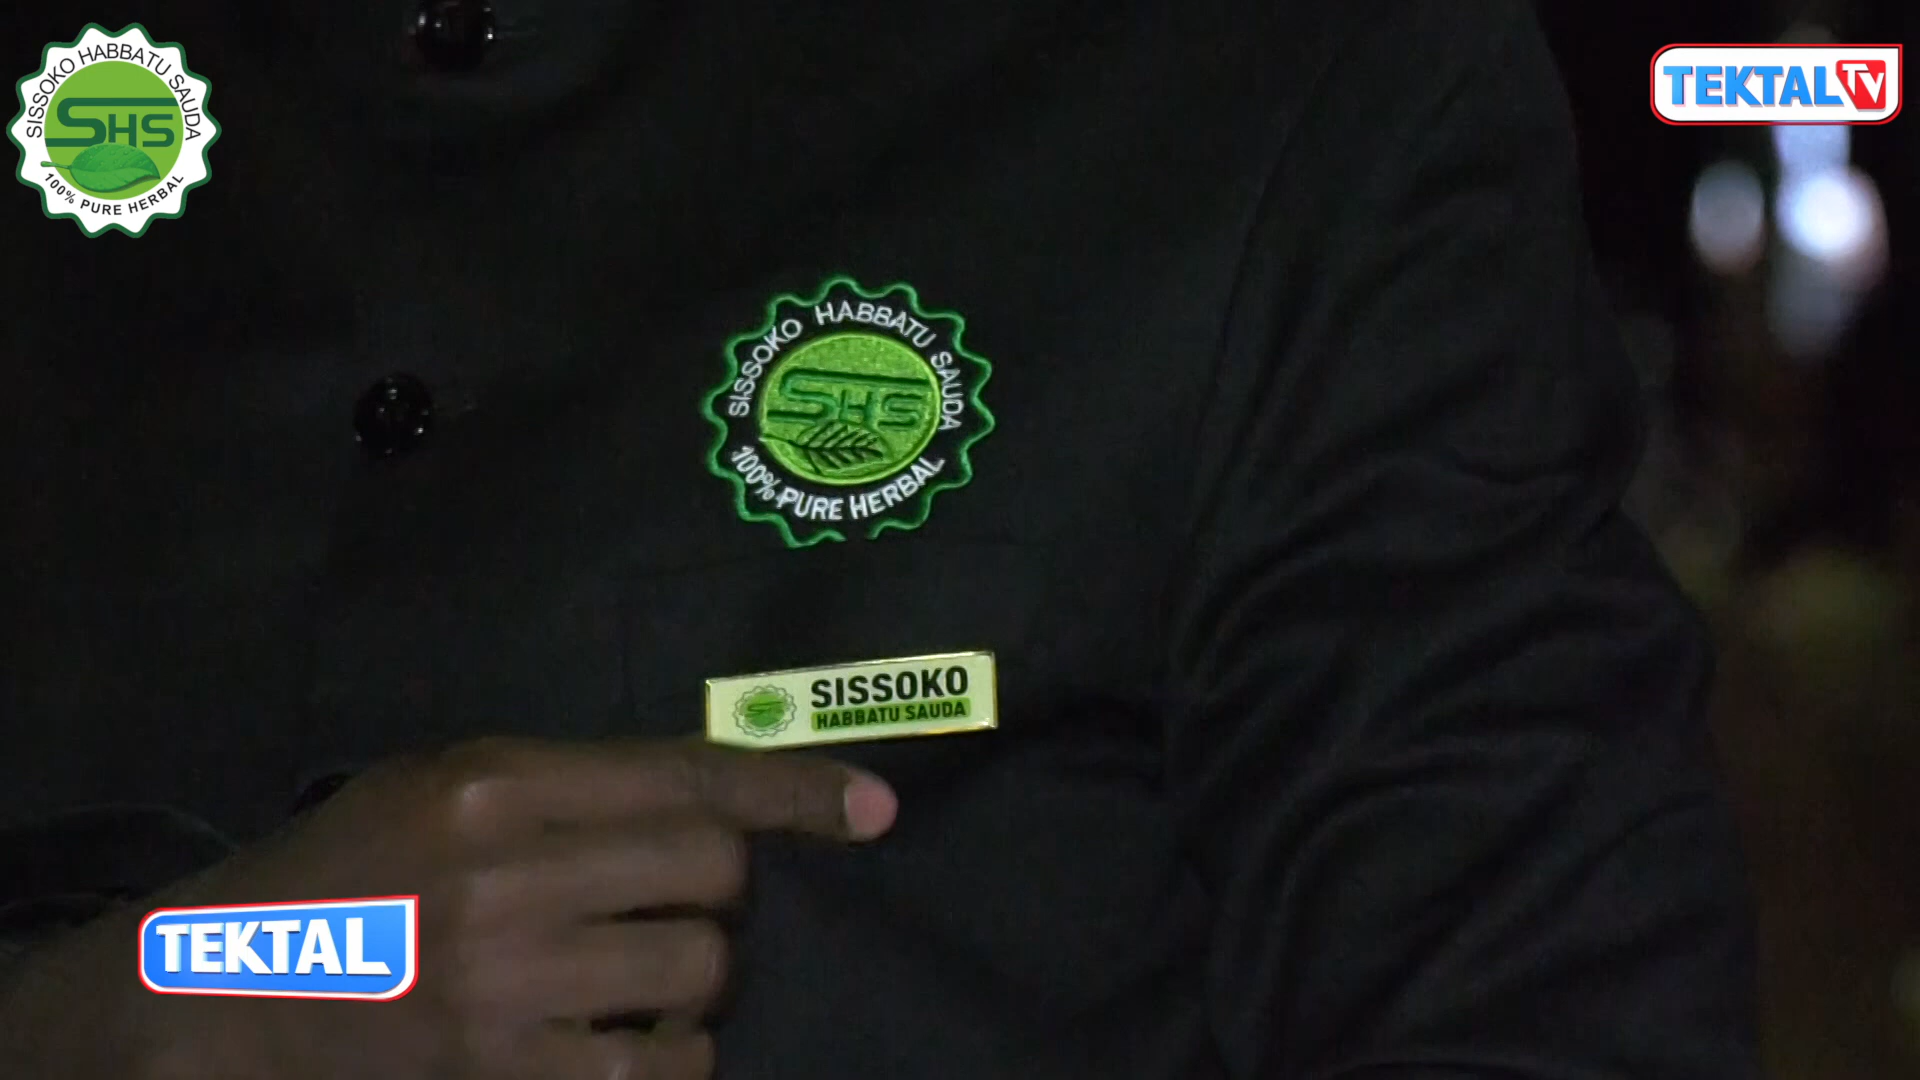 SISSOKO HABBATU SAUDA
SHS
100% PURE HERBAL
TEKTAL TV
SISSOKO HABBATU SAUDA
SHS
100% PURE HERBAL
SHS
SISSOKO
HABBATU SAUDA
TEKTAL